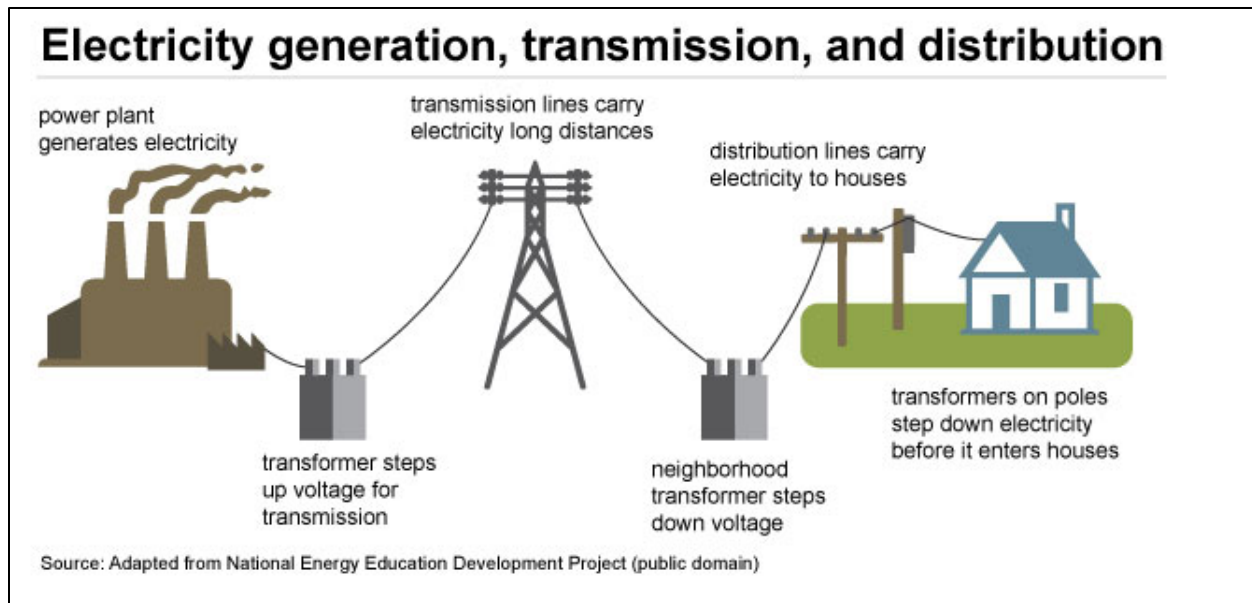 Electricity generation, transmission, and distribution
power plant
generates electricity
transmission lines carry
electricity long distances
distribution lines carry
electricity to houses
transformer steps
up voltage for
transmission
neighborhood
transformer steps
down voltage
transformers on poles
step down electricity
before it enters houses
Source: Adapted from National Energy Education Development Project (public domain)